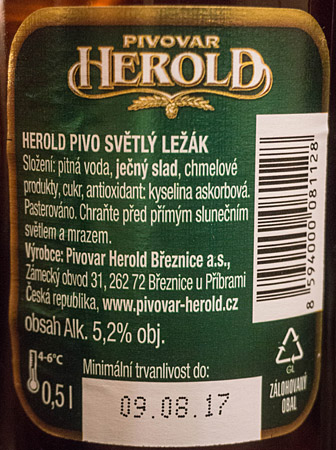 PIVOVAR
HEROLD
HEROLD PIVO SVĚTLÝ LEŽÁK
Složení: pitná voda, ječný slad, chmelové
produkty, cukr, antioxidant: kyselina askorbová.
Pasterováno. Chraňte před přímým slunečním
světlem a mrazem.
Výrobce: Pivovar Herold Březnice a.s.,
Zámecký obvod 31, 262 72 Březnice u Příbrami
Česká republika, www.pivovar-herold.cz
obsah Alk. 5,2% obj.
8 594000 081128
4-6°C
0,5 l
Minimální trvanlivost do:
09.08.17
GL
ZÁLOHOVANÝ
OBAL